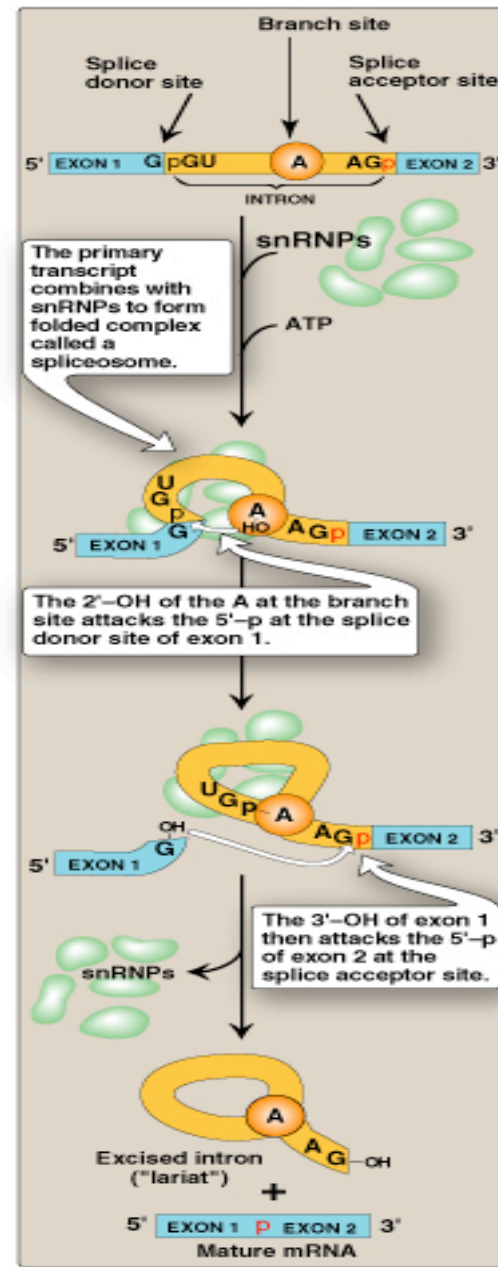 Branch site
Splice
donor site
Splice
acceptor site
5' EXON 1 G pGU A AGp EXON 2 3'
INTRON
snRNPs
The primary
transcript
combines with
snRNPs to form
folded complex
called a
spliceosome.
ATP
U
G
p
A
HO
5' EXON 1 G AGp EXON 2 3'
The 2'–OH of the A at the branch
site attacks the 5'–p at the splice
donor site of exon 1.
UGp A
OH
5' EXON 1 G AGp EXON 2 3'
The 3'–OH of exon 1
then attacks the 5'–p
of exon 2 at the
splice acceptor site.
snRNPs
A
AG–OH
Excised intron
("lariat")
+
5' EXON 1 p EXON 2 3'
Mature mRNA